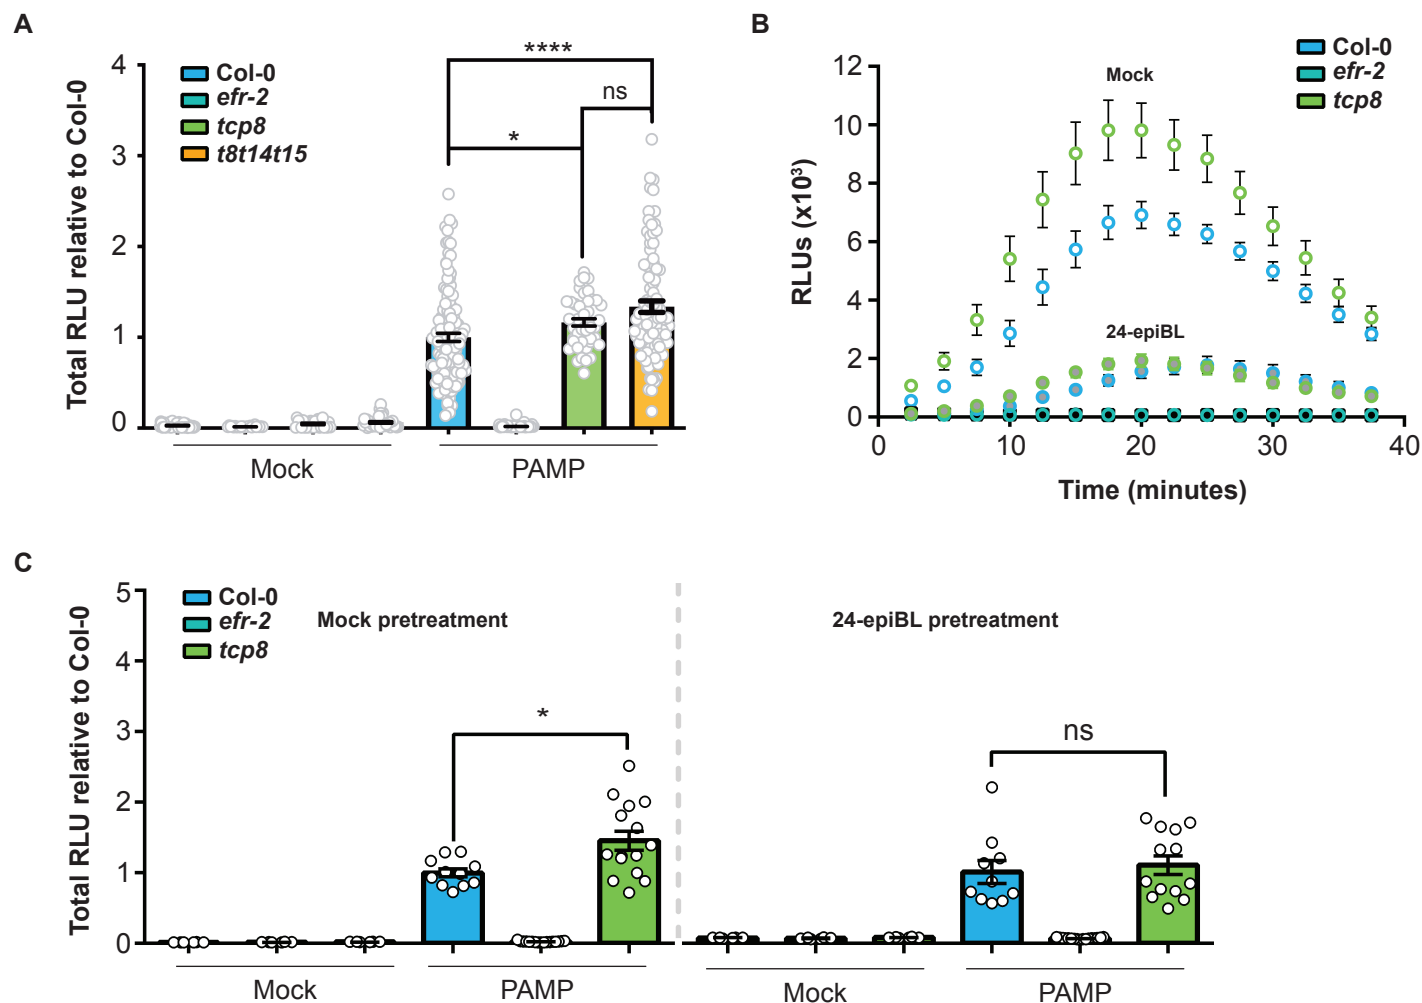 A
Total RLU relative to Col-0
4
3
2
1
0
Col-0
efr-2
tcp8
t8t14t15
****
ns
*
Mock
PAMP
B
RLUs (x10³)
12
10
8
6
4
2
0
Mock
24-epiBL
Col-0
efr-2
tcp8
0
10
20
30
40
Time (minutes)
C
Total RLU relative to Col-0
5
4
3
2
1
0
Col-0
efr-2
tcp8
Mock pretreatment
24-epiBL pretreatment
*
ns
Mock
PAMP
Mock
PAMP